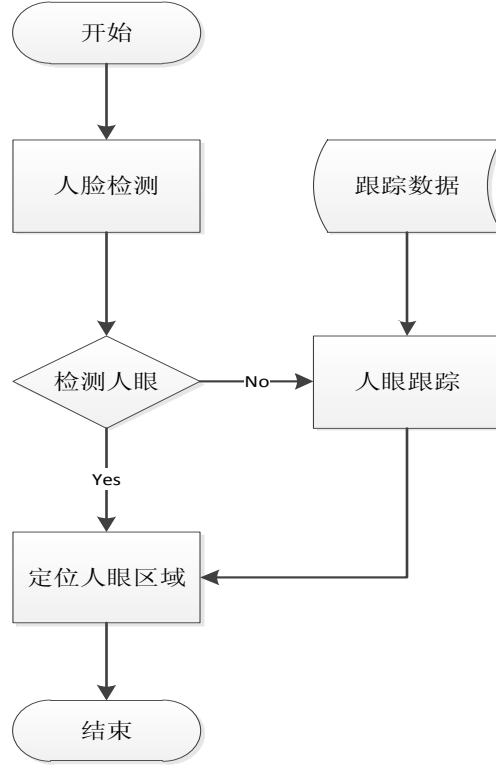 开始
人脸检测
跟踪数据
检测人眼
No
人眼跟踪
Yes
定位人眼区域
结束